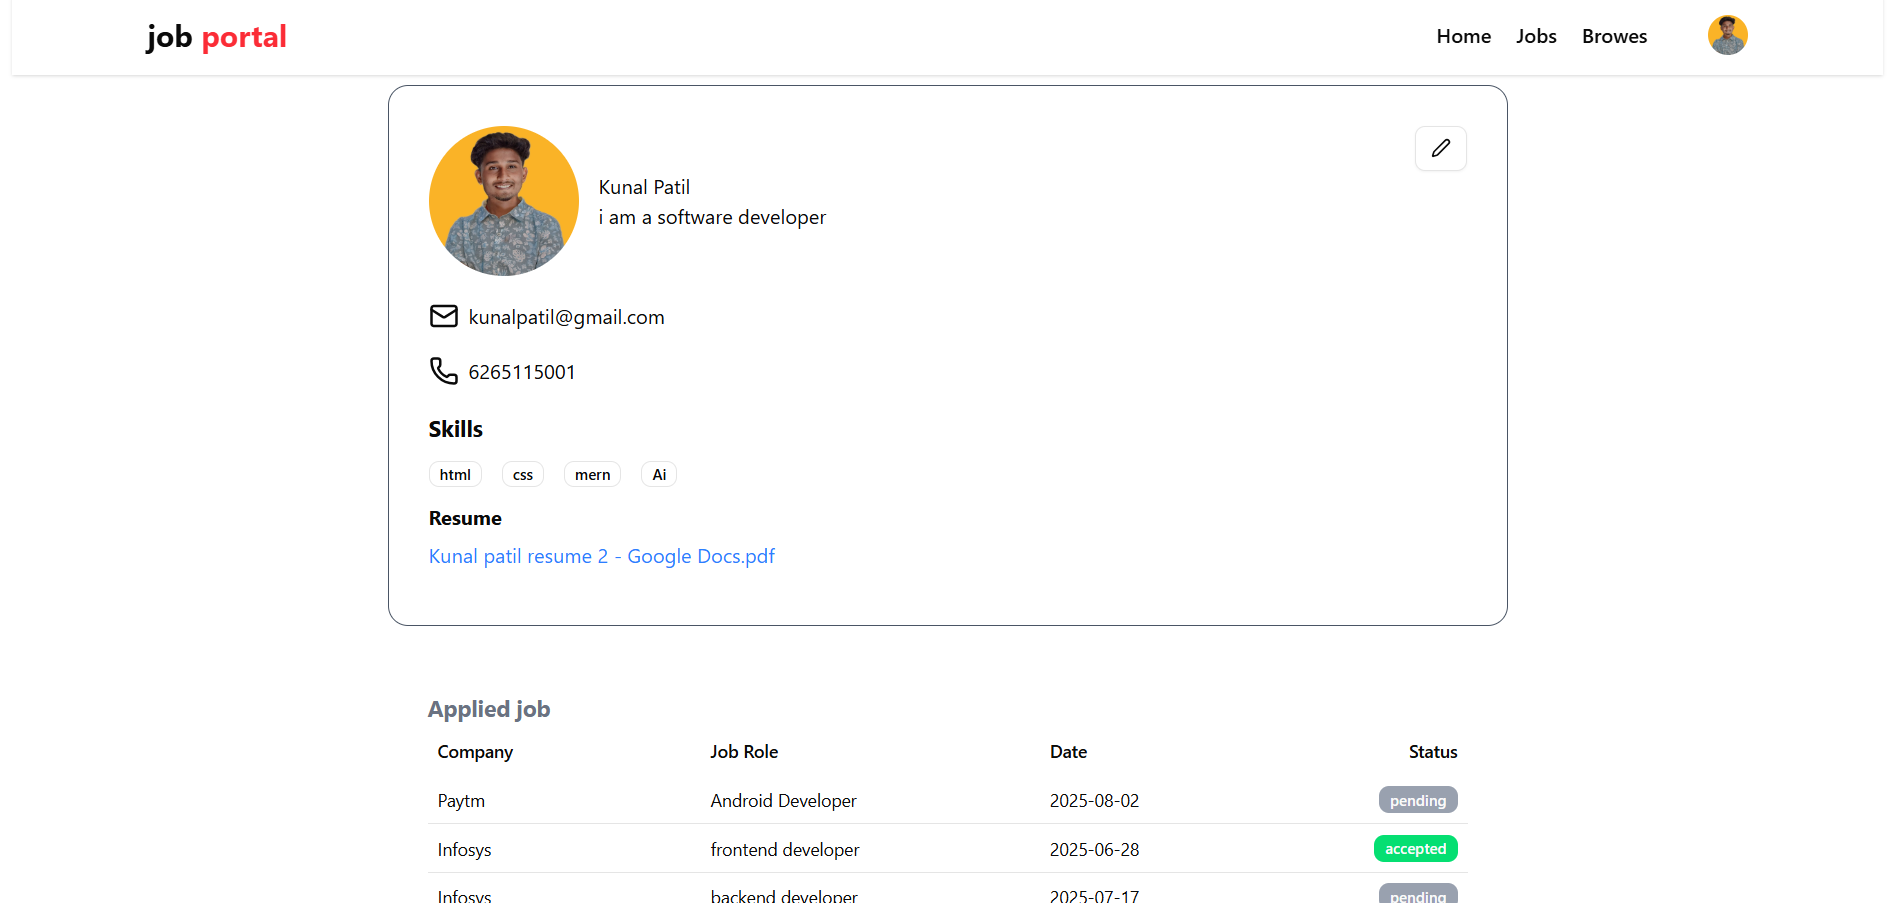 job portal
Home Jobs Browes
Kunal Patil
i am a software developer
kunalpatil@gmail.com
6265115001
Skills
html css mern Ai
Resume
Kunal patil resume 2 - Google Docs.pdf
Applied job
Company Job Role Date Status
Paytm Android Developer 2025-08-02 pending
Infosys frontend developer 2025-06-28 accepted
Infosys backend developer 2025-07-17 pending